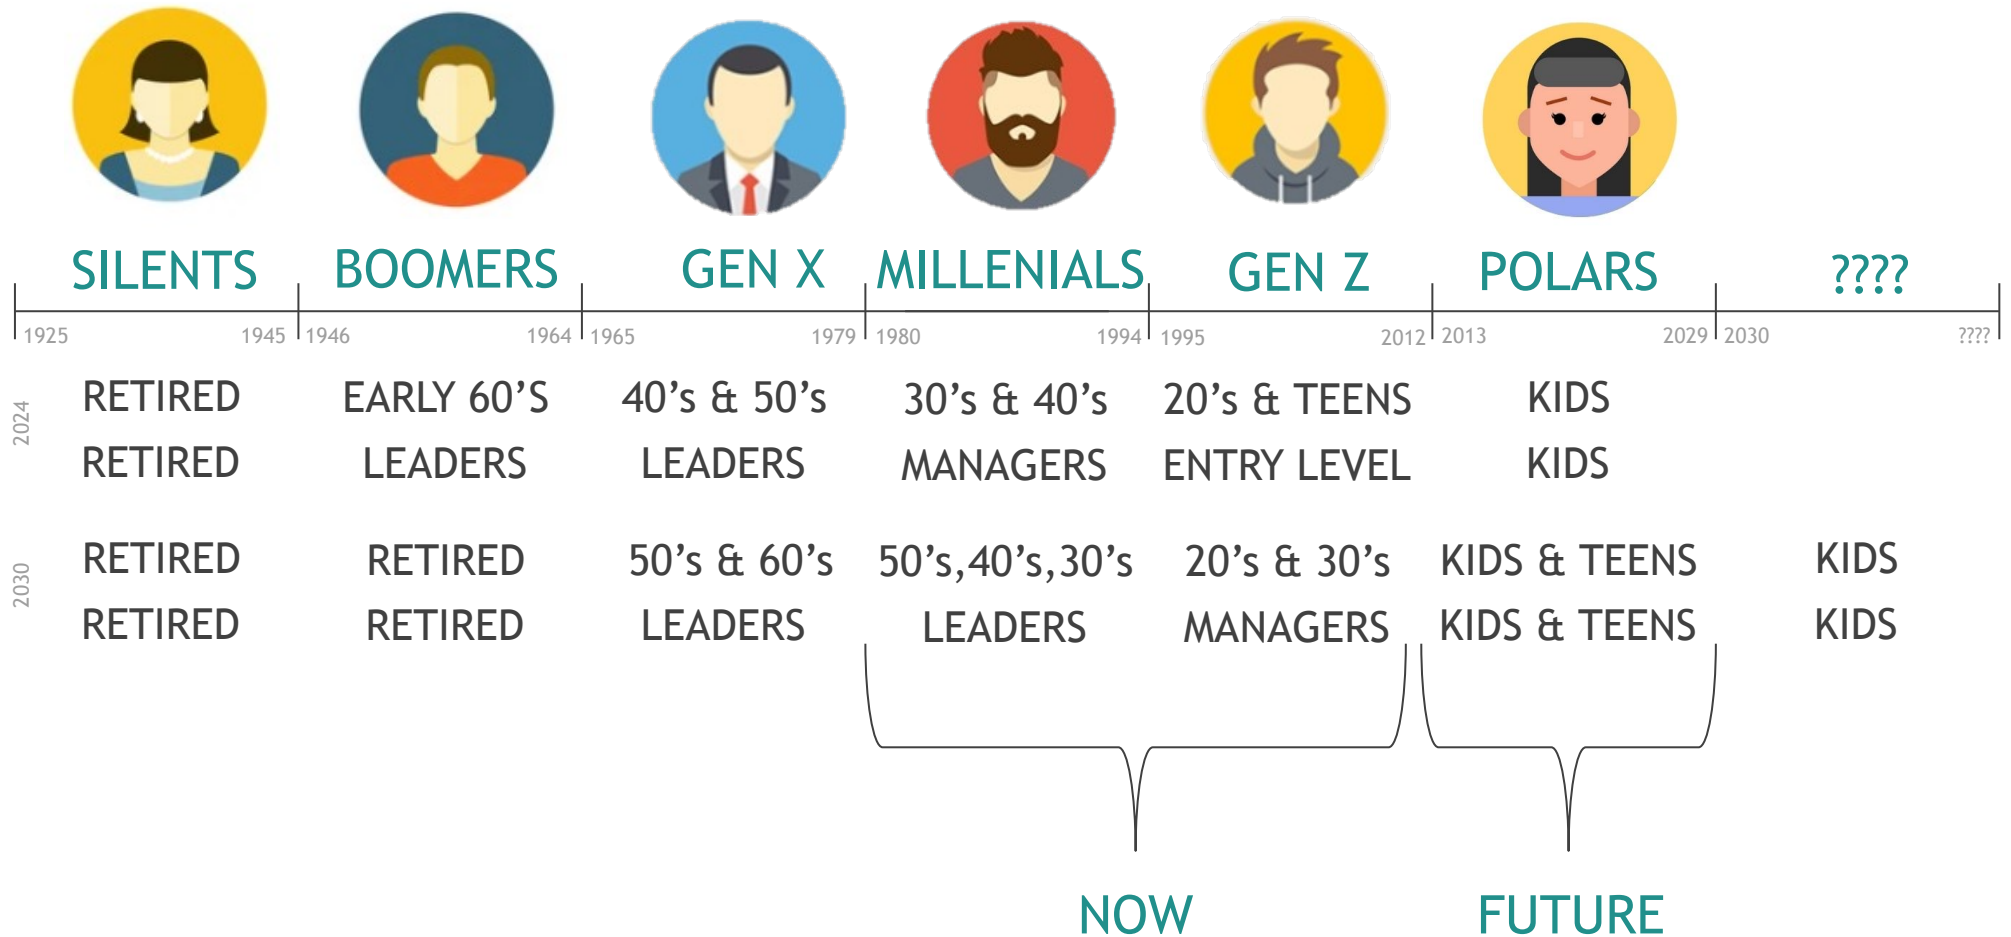 SILENTS BOOMERS GEN X MILLENIALS GEN Z POLARS ????
1925 1945 1946 1964 1965 1979 1980 1994 1995 2012 2013 2029 2030 ????
2024
RETIRED EARLY 60'S 40's & 50's 30's & 40's 20's & TEENS KIDS
RETIRED LEADERS LEADERS MANAGERS ENTRY LEVEL KIDS
2030
RETIRED RETIRED 50's & 60's 50's,40's,30's 20's & 30's KIDS & TEENS KIDS
RETIRED RETIRED LEADERS LEADERS MANAGERS KIDS & TEENS KIDS
NOW FUTURE